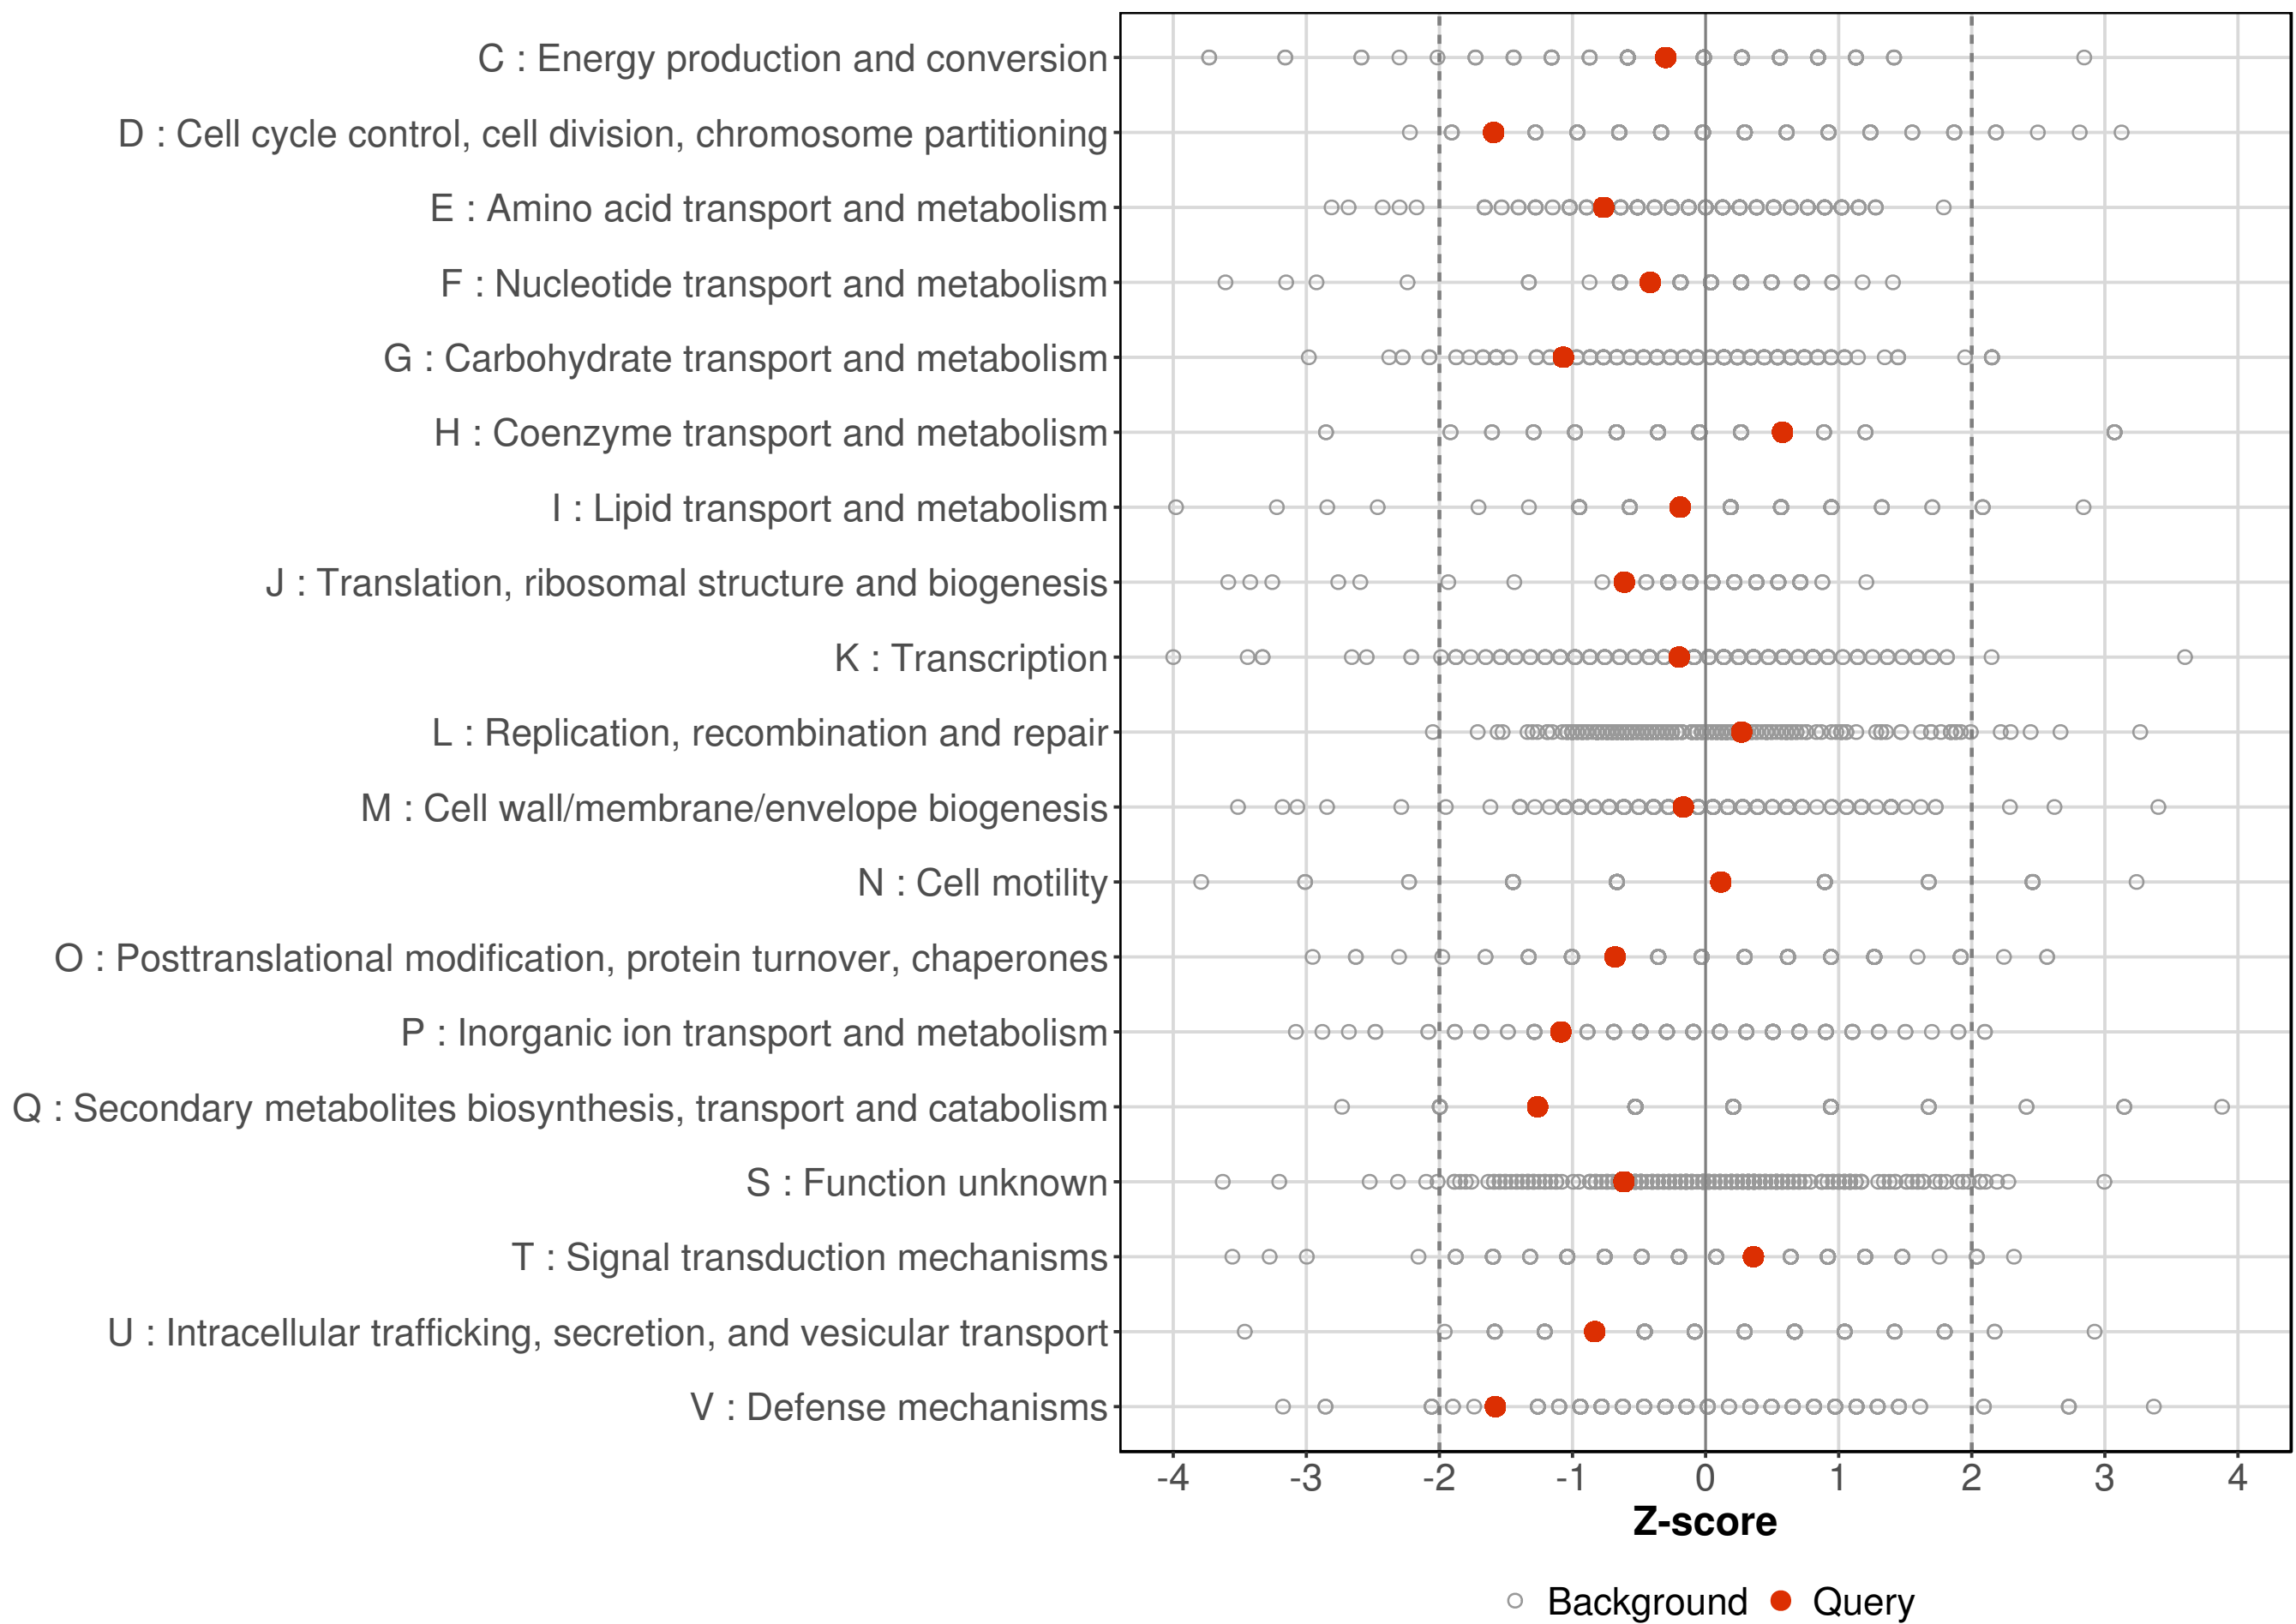 C : Energy production and conversion
D : Cell cycle control, cell division, chromosome partitioning
E : Amino acid transport and metabolism
F : Nucleotide transport and metabolism
G : Carbohydrate transport and metabolism
H : Coenzyme transport and metabolism
I : Lipid transport and metabolism
J : Translation, ribosomal structure and biogenesis
K : Transcription
L : Replication, recombination and repair
M : Cell wall/membrane/envelope biogenesis
N : Cell motility
O : Posttranslational modification, protein turnover, chaperones
P : Inorganic ion transport and metabolism
Q : Secondary metabolites biosynthesis, transport and catabolism
S : Function unknown
T : Signal transduction mechanisms
U : Intracellular trafficking, secretion, and vesicular transport
V : Defense mechanisms
-4 -3 -2 -1 0 1 2 3 4
Z-score
Background Query